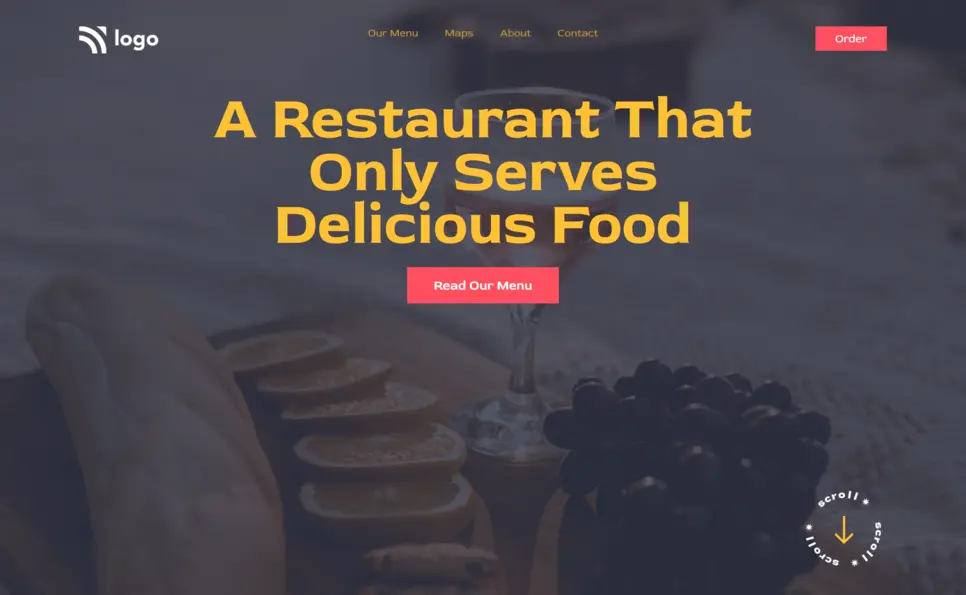 logo
Our Menu Maps About Contact
Order
A Restaurant That
Only Serves
Delicious Food
Read Our Menu
scroll * scroll * scroll *